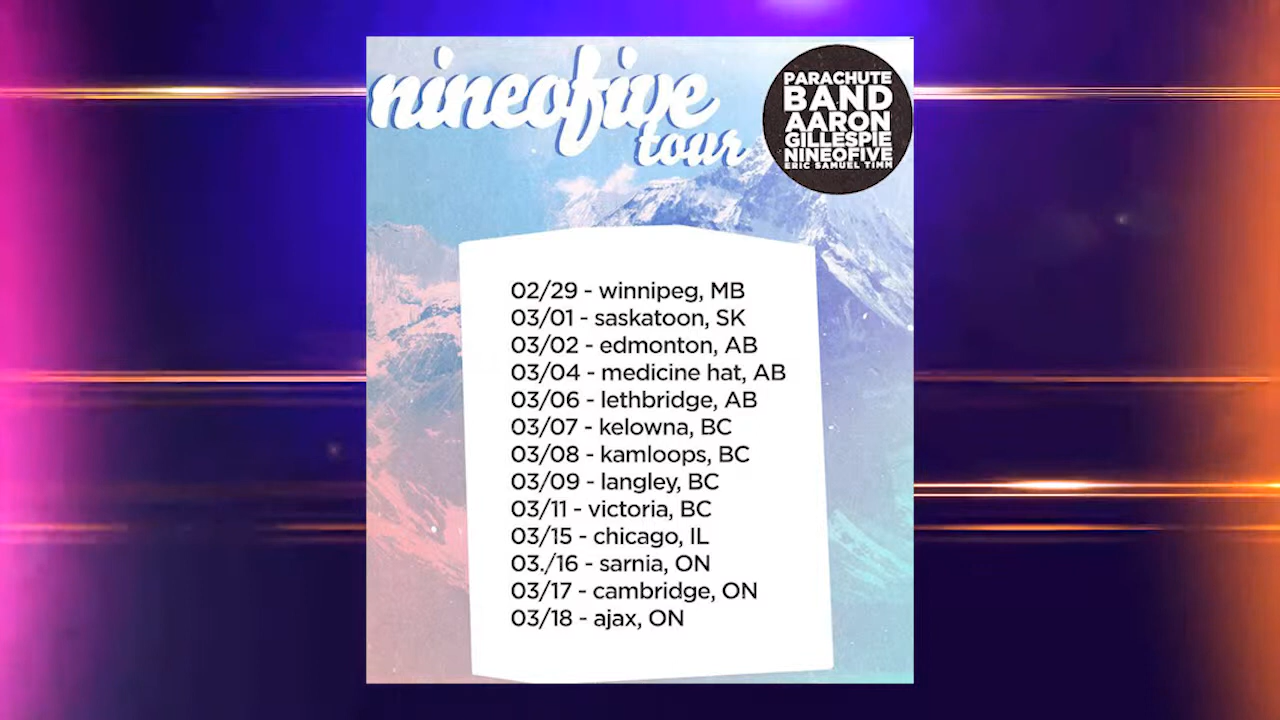 nineofive
tour
PARACHUTE
BAND
AARON
GILLESPIE
NINEOFIVE
ERIC SAMUEL TIMM
02/29 - winnipeg, MB
03/01 - saskatoon, SK
03/02 - edmonton, AB
03/04 - medicine hat, AB
03/06 - lethbridge, AB
03/07 - kelowna, BC
03/08 - kamloops, BC
03/09 - langley, BC
03/11 - victoria, BC
03/15 - chicago, IL
03./16 - sarnia, ON
03/17 - cambridge, ON
03/18 - ajax, ON